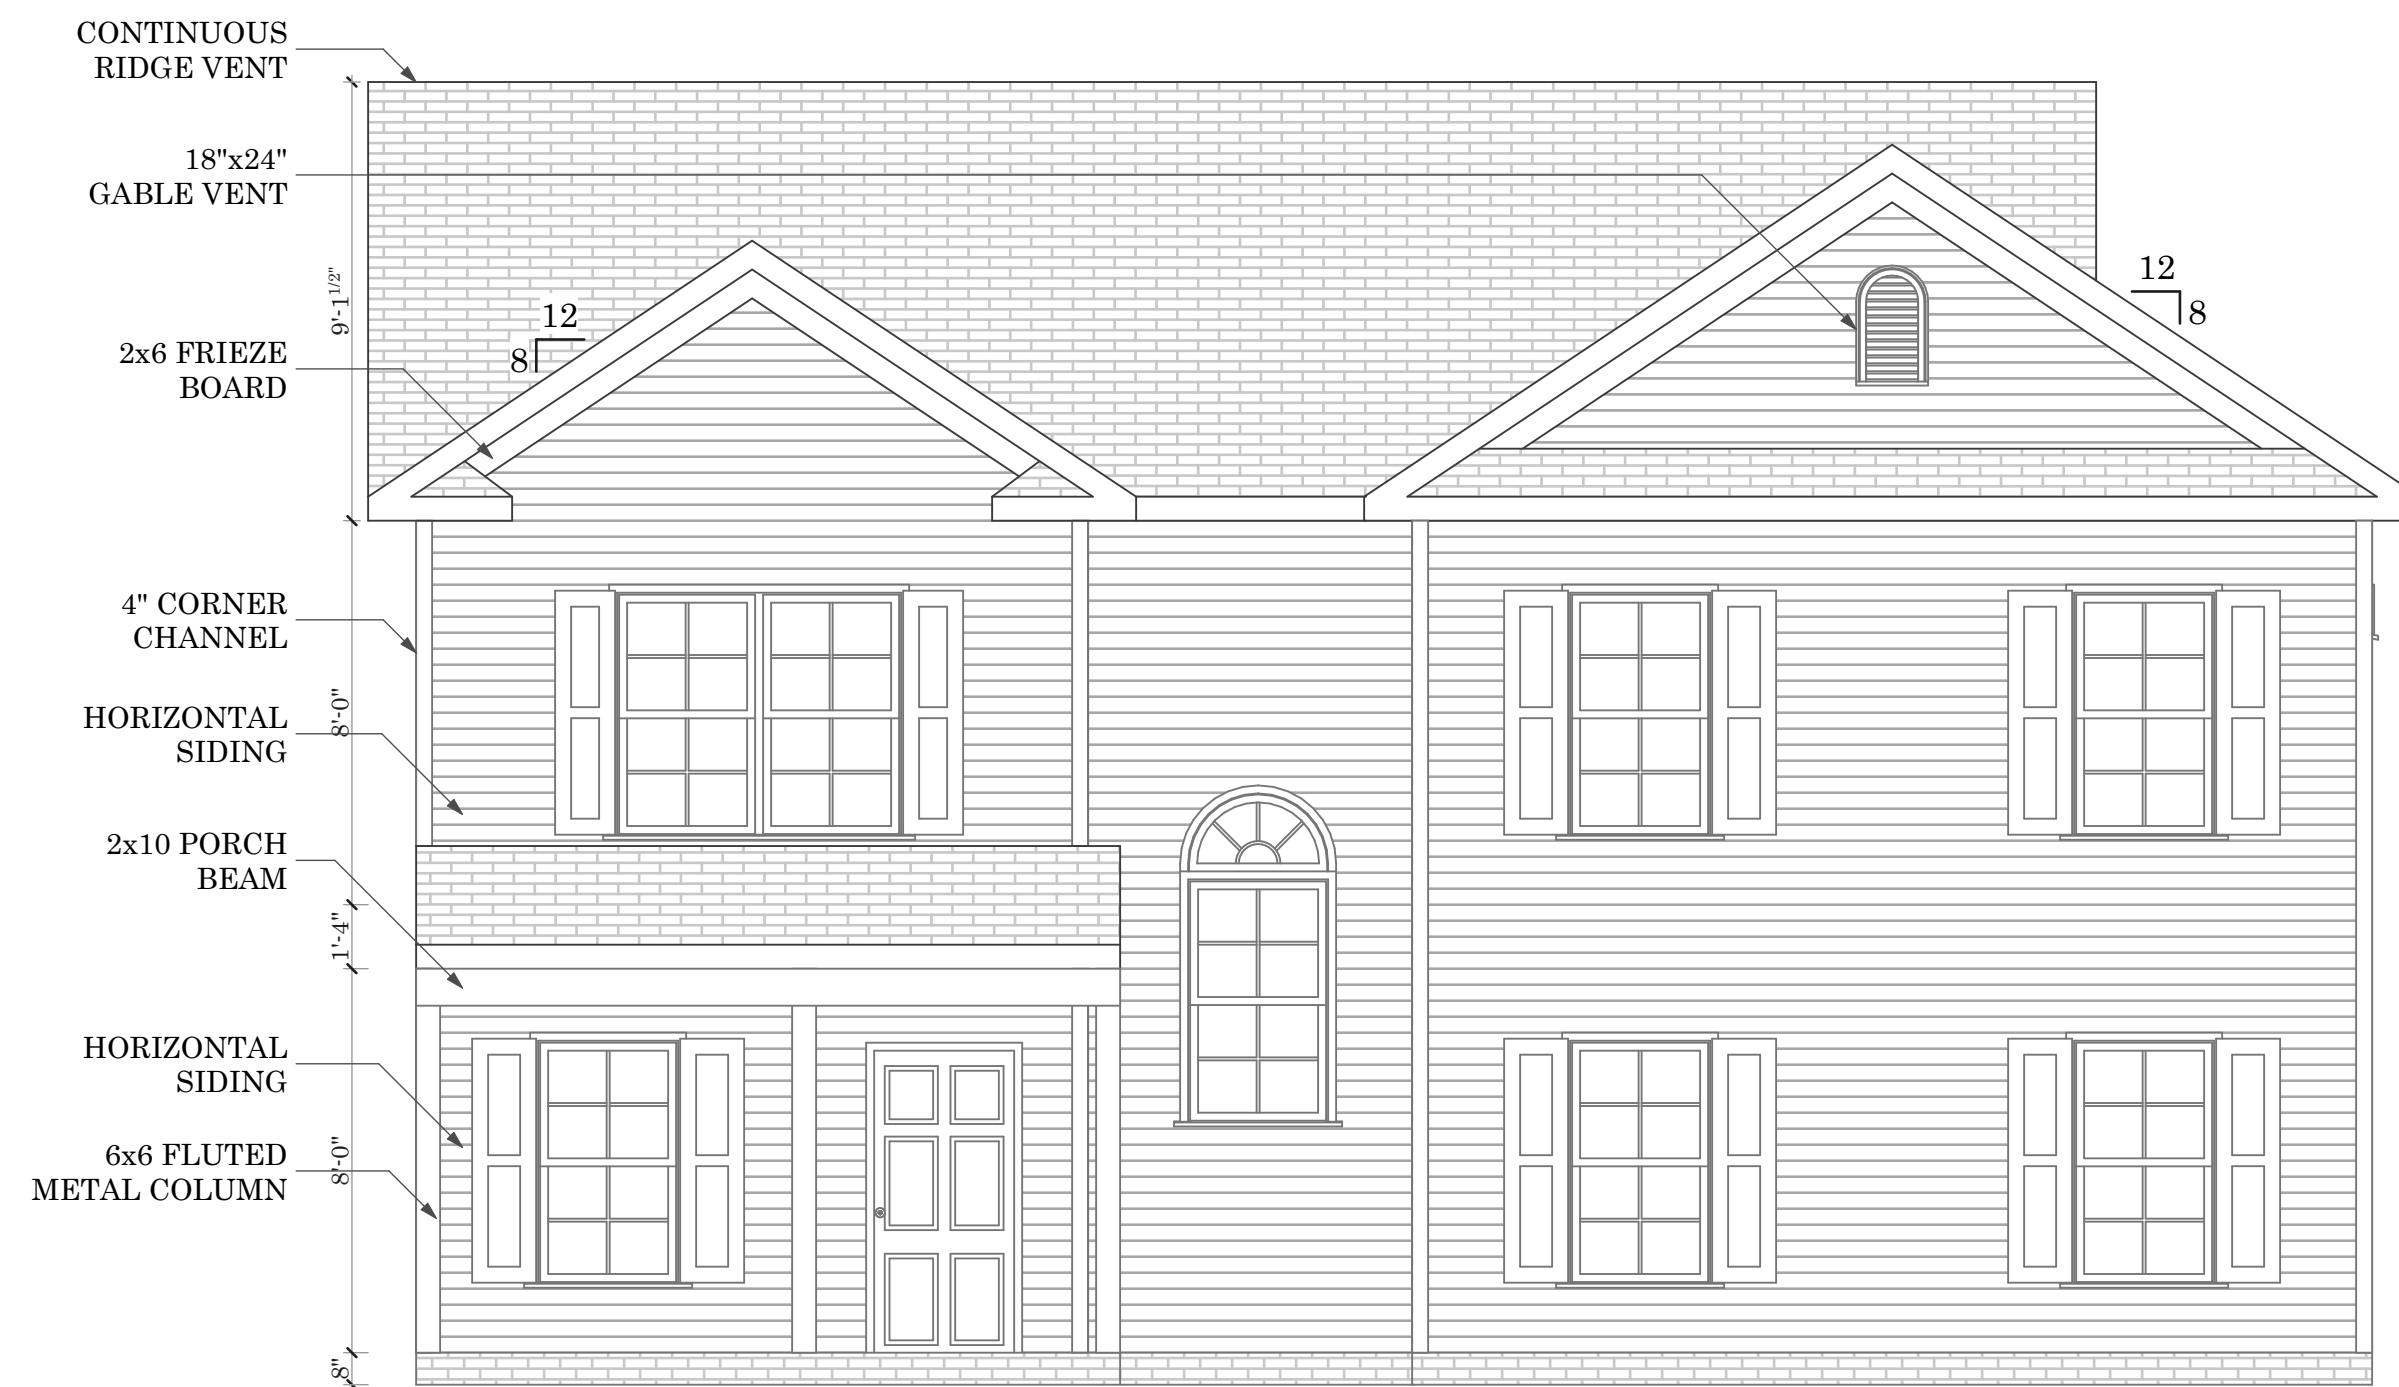 CONTINUOUS
RIDGE VENT
18"x24"
GABLE VENT
12
8
9'-1 1/2"
12
8
2x6 FRIEZE
BOARD
4" CORNER
CHANNEL
8'-0"
HORIZONTAL
SIDING
2x10 PORCH
BEAM
1'-4"
HORIZONTAL
SIDING
8'-0"
6x6 FLUTED
METAL COLUMN
8"